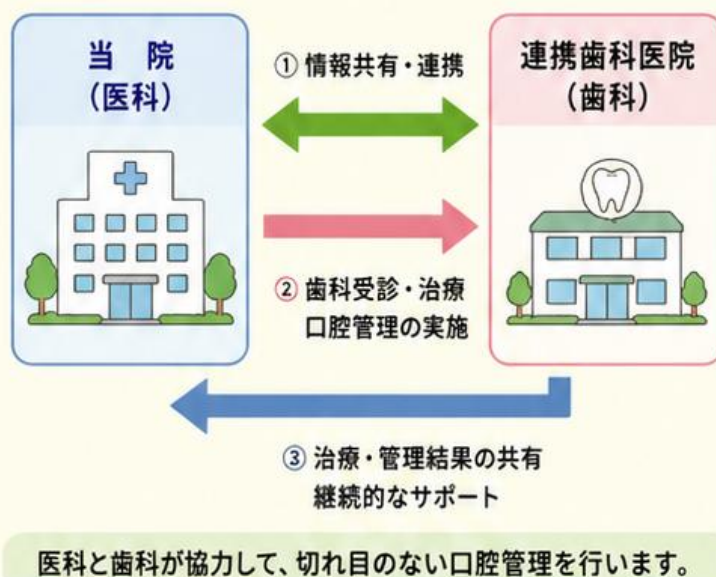 当　院
（医科）
① 情報共有・連携
連携歯科医院
（歯科）
② 歯科受診・治療
口腔管理の実施
③ 治療・管理結果の共有
継続的なサポート
医科と歯科が協力して、切れ目のない口腔管理を行います。